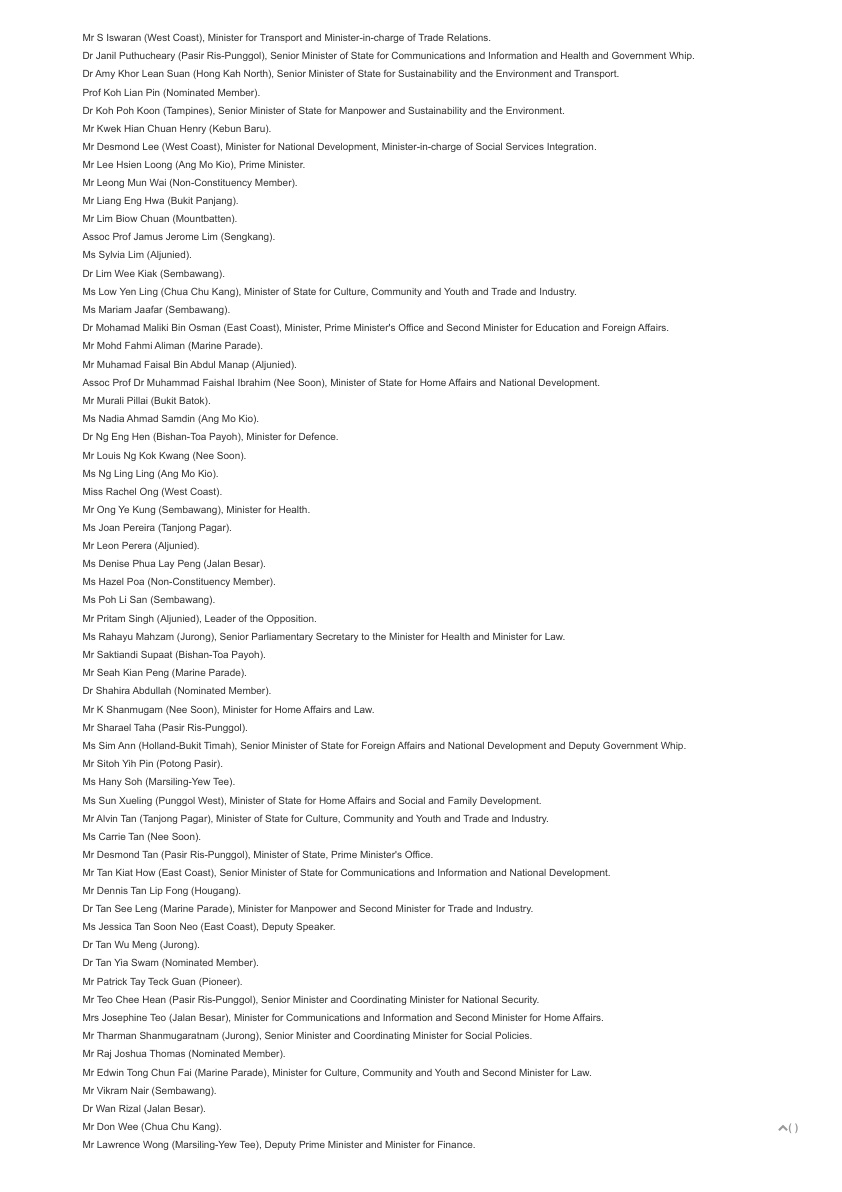 Mr S Iswaran (West Coast), Minister for Transport and Minister-in-charge of Trade Relations.
Dr Janil Puthucheary (Pasir Ris-Punggol), Senior Minister of State for Communications and Information and Health and Government Whip.
Dr Amy Khor Lean Suan (Hong Kah North), Senior Minister of State for Sustainability and the Environment and Transport.
Prof Koh Lian Pin (Nominated Member).
Dr Koh Poh Koon (Tampines), Senior Minister of State for Manpower and Sustainability and the Environment.
Mr Kwek Hian Chuan Henry (Kebun Baru).
Mr Desmond Lee (West Coast), Minister for National Development, Minister-in-charge of Social Services Integration.
Mr Lee Hsien Loong (Ang Mo Kio), Prime Minister.
Mr Leong Mun Wai (Non-Constituency Member).
Mr Liang Eng Hwa (Bukit Panjang).
Mr Lim Biow Chuan (Mountbatten).
Assoc Prof Jamus Jerome Lim (Sengkang).
Ms Sylvia Lim (Aljunied).
Dr Lim Wee Kiak (Sembawang).
Ms Low Yen Ling (Chua Chu Kang), Minister of State for Culture, Community and Youth and Trade and Industry.
Ms Mariam Jaafar (Sembawang).
Dr Mohamad Maliki Bin Osman (East Coast), Minister, Prime Minister's Office and Second Minister for Education and Foreign Affairs.
Mr Mohd Fahmi Aliman (Marine Parade).
Mr Muhamad Faisal Bin Abdul Manap (Aljunied).
Assoc Prof Dr Muhammad Faishal Ibrahim (Nee Soon), Minister of State for Home Affairs and National Development.
Mr Murali Pillai (Bukit Batok).
Ms Nadia Ahmad Samdin (Ang Mo Kio).
Dr Ng Eng Hen (Bishan-Toa Payoh), Minister for Defence.
Mr Louis Ng Kok Kwang (Nee Soon).
Ms Ng Ling Ling (Ang Mo Kio).
Miss Rachel Ong (West Coast).
Mr Ong Ye Kung (Sembawang), Minister for Health.
Ms Joan Pereira (Tanjong Pagar).
Mr Leon Perera (Aljunied).
Ms Denise Phua Lay Peng (Jalan Besar).
Ms Hazel Poa (Non-Constituency Member).
Ms Poh Li San (Sembawang).
Mr Pritam Singh (Aljunied), Leader of the Opposition.
Ms Rahayu Mahzam (Jurong), Senior Parliamentary Secretary to the Minister for Health and Minister for Law.
Mr Saktiandi Supaat (Bishan-Toa Payoh).
Mr Seah Kian Peng (Marine Parade).
Dr Shahira Abdullah (Nominated Member).
Mr K Shanmugam (Nee Soon), Minister for Home Affairs and Law.
Mr Sharael Taha (Pasir Ris-Punggol).
Ms Sim Ann (Holland-Bukit Timah), Senior Minister of State for Foreign Affairs and National Development and Deputy Government Whip.
Mr Sitoh Yih Pin (Potong Pasir).
Ms Hany Soh (Marsiling-Yew Tee).
Ms Sun Xueling (Punggol West), Minister of State for Home Affairs and Social and Family Development.
Mr Alvin Tan (Tanjong Pagar), Minister of State for Culture, Community and Youth and Trade and Industry.
Ms Carrie Tan (Nee Soon).
Mr Desmond Tan (Pasir Ris-Punggol), Minister of State, Prime Minister's Office.
Mr Tan Kiat How (East Coast), Senior Minister of State for Communications and Information and National Development.
Mr Dennis Tan Lip Fong (Hougang).
Dr Tan See Leng (Marine Parade), Minister for Manpower and Second Minister for Trade and Industry.
Ms Jessica Tan Soon Neo (East Coast), Deputy Speaker.
Dr Tan Wu Meng (Jurong).
Dr Tan Yia Swam (Nominated Member).
Mr Patrick Tay Teck Guan (Pioneer).
Mr Teo Chee Hean (Pasir Ris-Punggol), Senior Minister and Coordinating Minister for National Security.
Mrs Josephine Teo (Jalan Besar), Minister for Communications and Information and Second Minister for Home Affairs.
Mr Tharman Shanmugaratnam (Jurong), Senior Minister and Coordinating Minister for Social Policies.
Mr Raj Joshua Thomas (Nominated Member).
Mr Edwin Tong Chun Fai (Marine Parade), Minister for Culture, Community and Youth and Second Minister for Law.
Mr Vikram Nair (Sembawang).
Dr Wan Rizal (Jalan Besar).
Mr Don Wee (Chua Chu Kang).
( )
Mr Lawrence Wong (Marsiling-Yew Tee), Deputy Prime Minister and Minister for Finance.